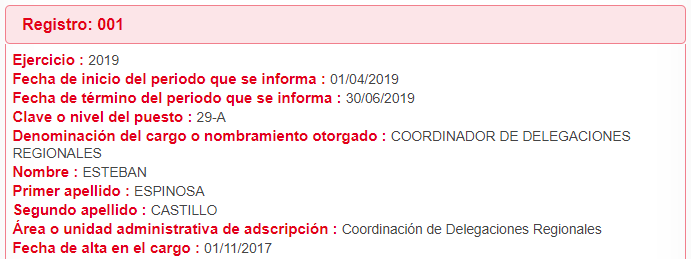 Registro: 001
Ejercicio : 2019
Fecha de inicio del periodo que se informa : 01/04/2019
Fecha de término del periodo que se informa : 30/06/2019
Clave o nivel del puesto : 29-A
Denominación del cargo o nombramiento otorgado : COORDINADOR DE DELEGACIONES
REGIONALES
Nombre : ESTEBAN
Primer apellido : ESPINOSA
Segundo apellido : CASTILLO
Área o unidad administrativa de adscripción : Coordinación de Delegaciones Regionales
Fecha de alta en el cargo : 01/11/2017